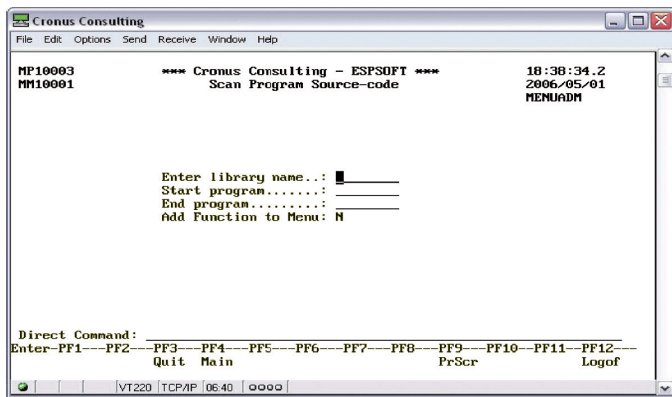 Cronus Consulting
File Edit Options Send Receive Window Help
MP10003 *** Cronus Consulting - ESPSOFT *** 18:38:34.2
MM10001 Scan Program Source-code 2006/05/01
MENUADM
Enter library name..:
Start program.......:
End program.........:
Add Function to Menu: N
Direct Command:
Enter-PF1---PF2---PF3---PF4---PF5---PF6---PF7---PF8---PF9---PF10--PF11--PF12---
Quit Main PrScr Logof
VT220 TCP/IP 06:40 0000